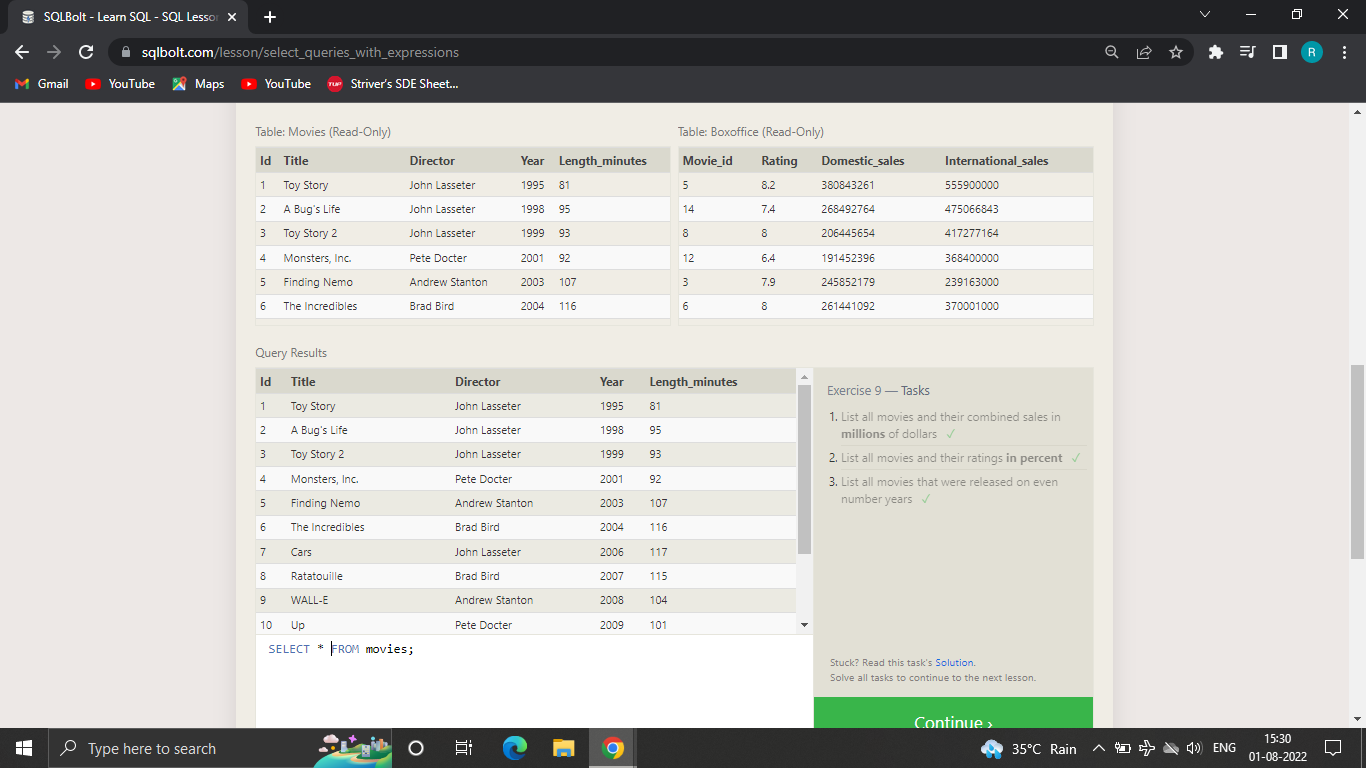 SQLBolt - Learn SQL - SQL Lesson
sqlbolt.com/lesson/select_queries_with_expressions
R
Gmail YouTube Maps YouTube TUF Striver's SDE Sheet...
Table: Movies (Read-Only) Table: Boxoffice (Read-Only)
Id Title Director Year Length_minutes Movie_id Rating Domestic_sales International_sales
1 Toy Story John Lasseter 1995 81 5 8.2 380843261 555900000
2 A Bug's Life John Lasseter 1998 95 14 7.4 268492764 475066843
3 Toy Story 2 John Lasseter 1999 93 8 8 206445654 417277164
4 Monsters, Inc. Pete Docter 2001 92 12 6.4 191452396 368400000
5 Finding Nemo Andrew Stanton 2003 107 3 7.9 245852179 239163000
6 The Incredibles Brad Bird 2004 116 6 8 261441092 370001000
Query Results
Id Title Director Year Length_minutes
1 Toy Story John Lasseter 1995 81
2 A Bug's Life John Lasseter 1998 95
3 Toy Story 2 John Lasseter 1999 93
4 Monsters, Inc. Pete Docter 2001 92
5 Finding Nemo Andrew Stanton 2003 107
6 The Incredibles Brad Bird 2004 116
7 Cars John Lasseter 2006 117
8 Ratatouille Brad Bird 2007 115
9 WALL-E Andrew Stanton 2008 104
10 Up Pete Docter 2009 101
SELECT * FROM movies;
Exercise 9 — Tasks
1. List all movies and their combined sales in
millions of dollars ✓
2. List all movies and their ratings in percent ✓
3. List all movies that were released on even
number years ✓
Stuck? Read this task's Solution.
Solve all tasks to continue to the next lesson.
Continue ›
Type here to search
35°C Rain
ENG
15:30
01-08-2022